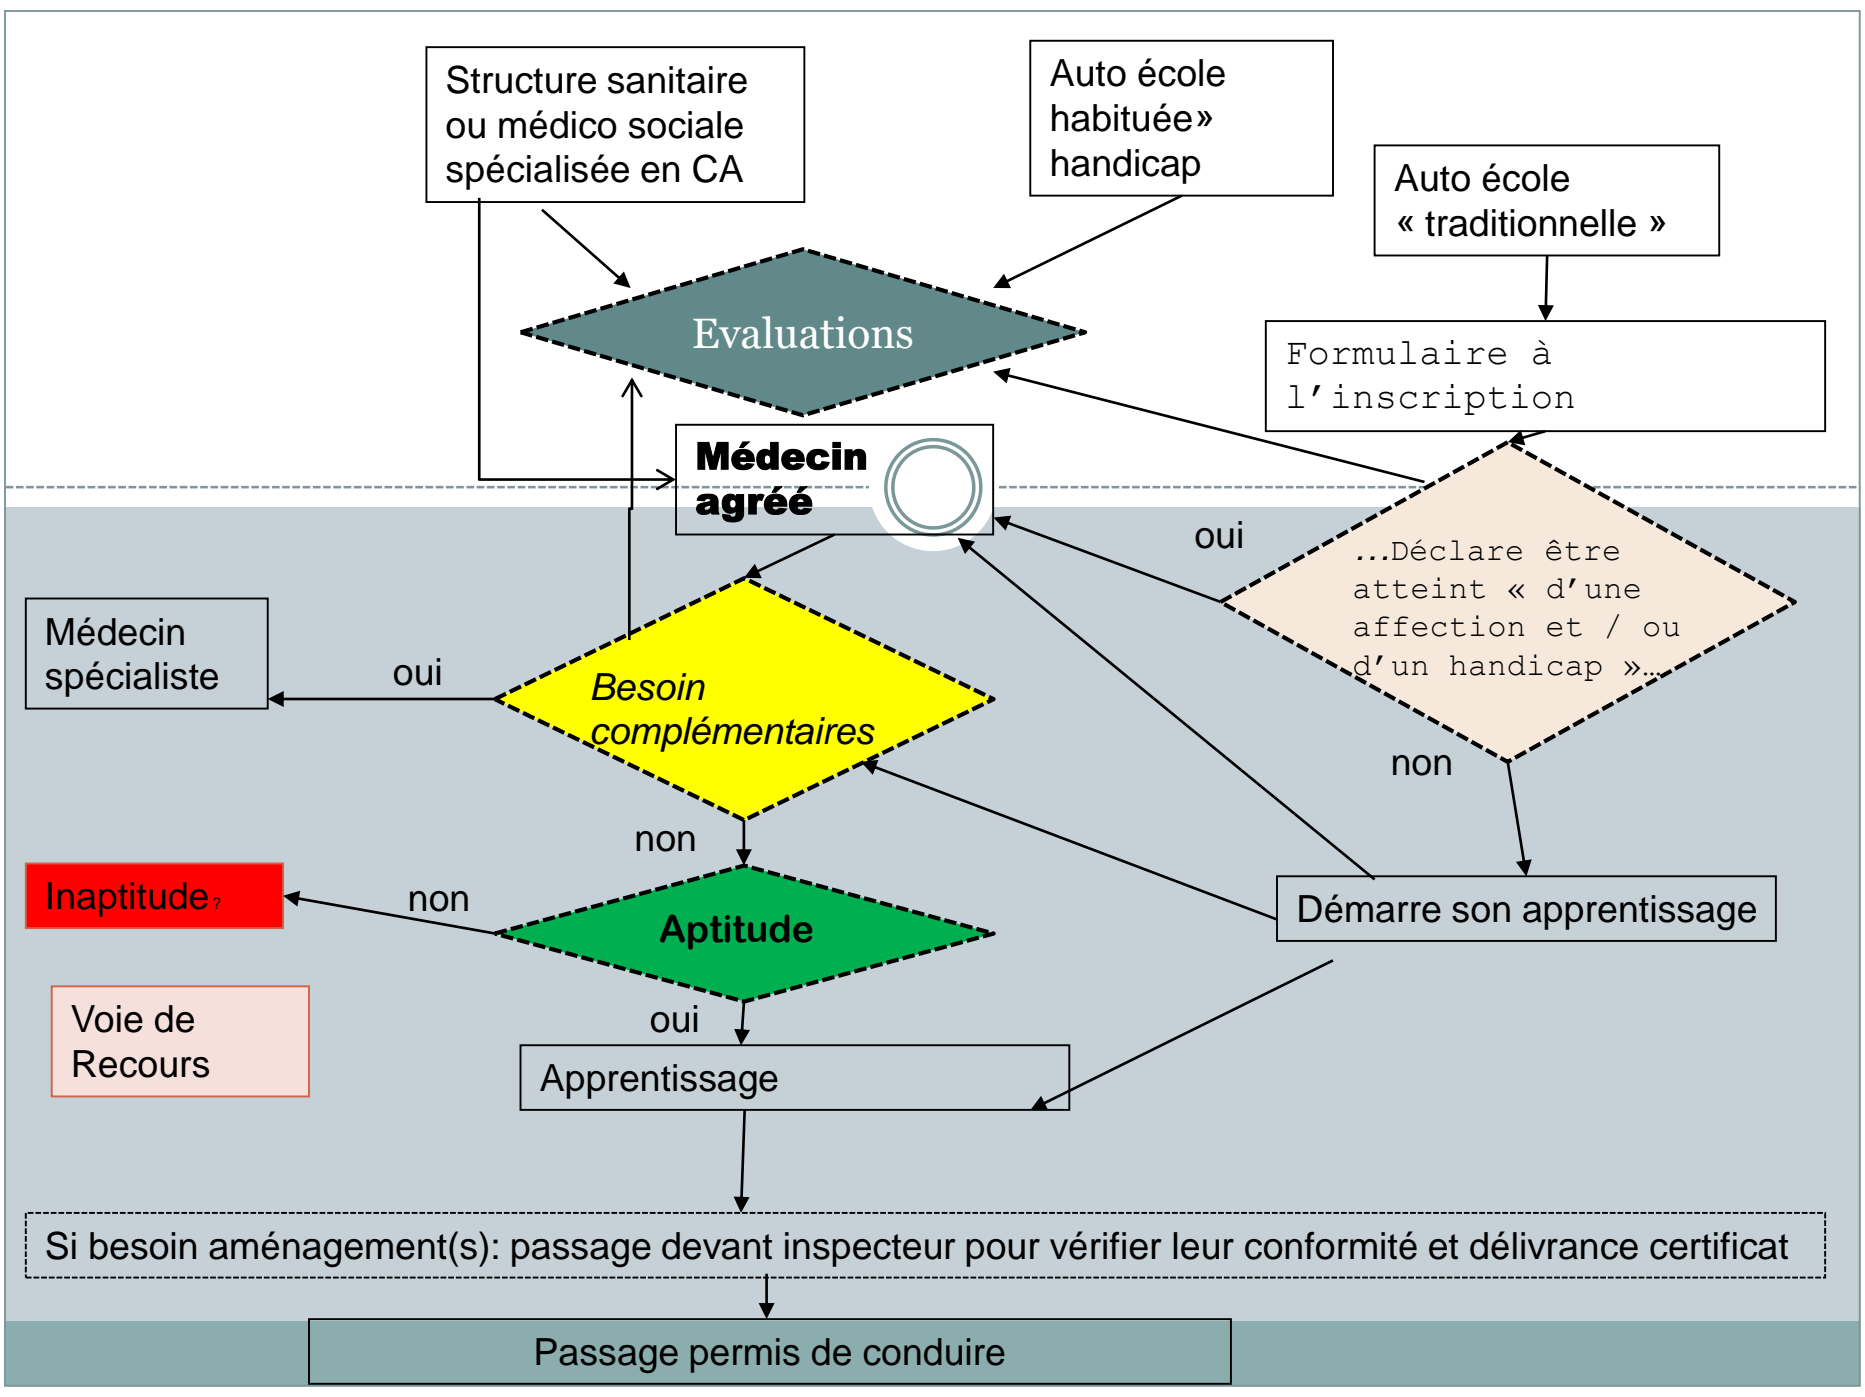 Structure sanitaire
ou médico sociale
spécialisée en CA
Auto école
habituée»
handicap
Auto école
« traditionnelle »
Evaluations
Formulaire à
l’inscription
Médecin
agréé
oui
...Déclare être
atteint « d’une
affection et / ou
d’un handicap »…
Médecin
spécialiste
oui
Besoin
complémentaires
non
non
Inaptitude?
non
Aptitude
Démarre son apprentissage
Voie de
Recours
oui
Apprentissage
Si besoin aménagement(s): passage devant inspecteur pour vérifier leur conformité et délivrance certificat
Passage permis de conduire